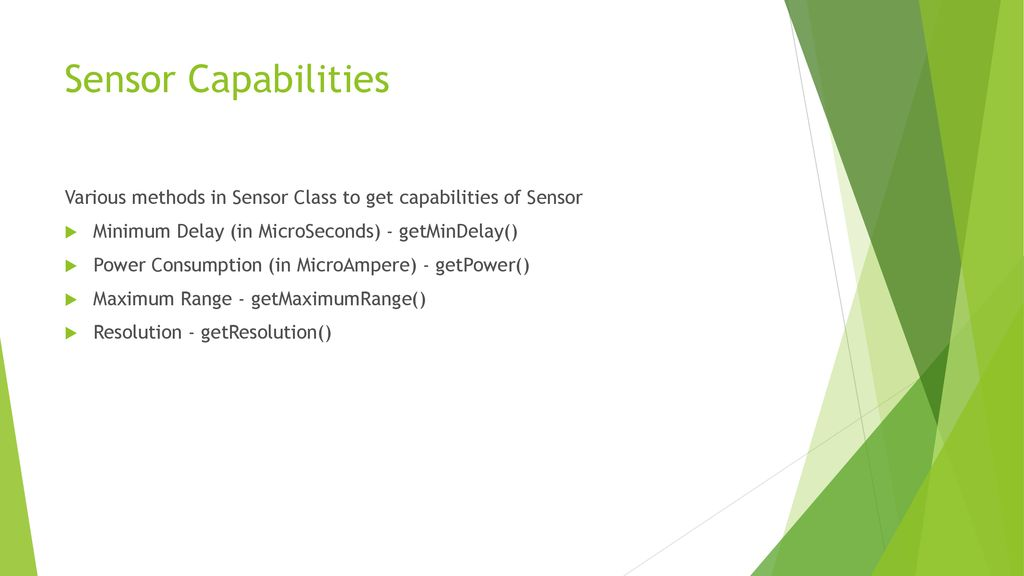 Sensor Capabilities
Various methods in Sensor Class to get capabilities of Sensor
Minimum Delay (in MicroSeconds) - getMinDelay()
Power Consumption (in MicroAmpere) - getPower()
Maximum Range - getMaximumRange()
Resolution - getResolution()